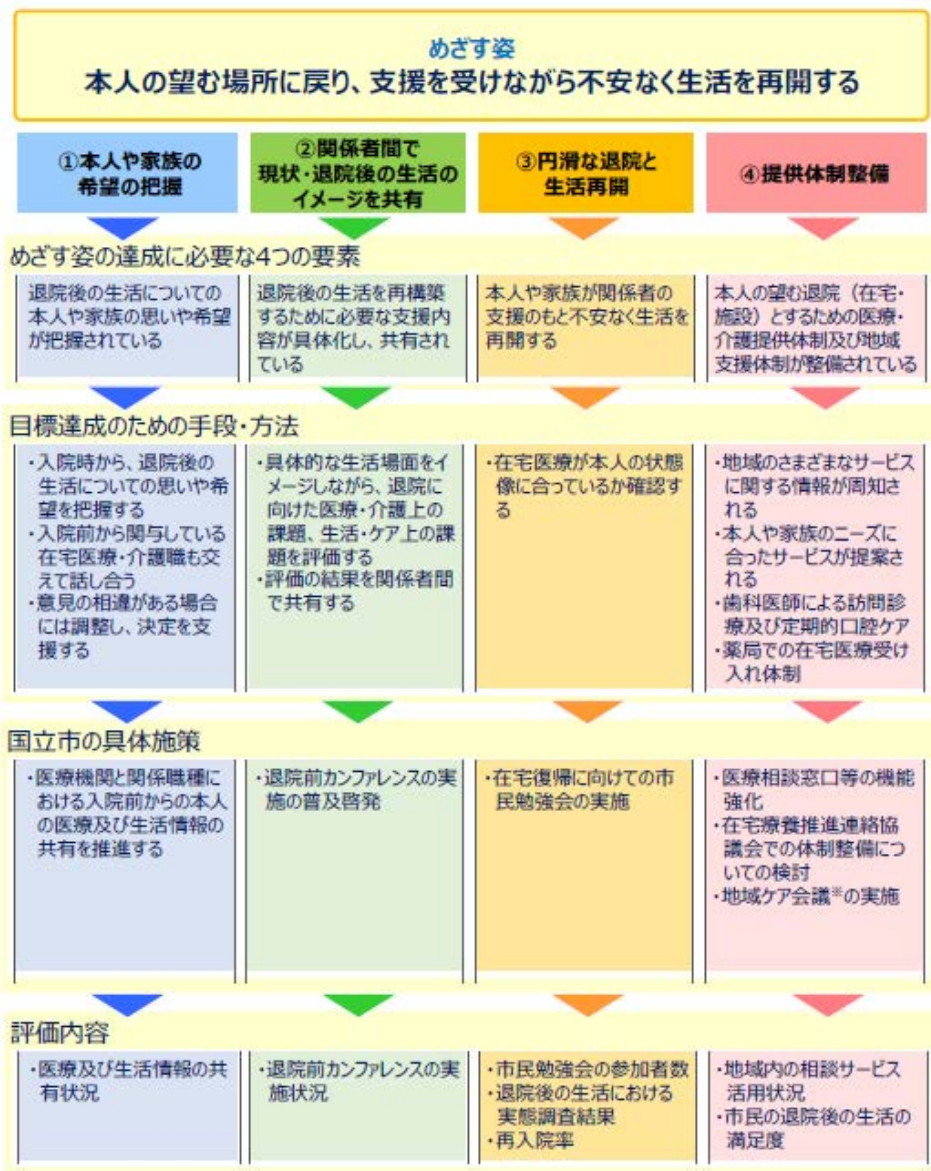 めざす姿
本人の望む場所に戻り、支援を受けながら不安なく生活を再開する
①本人や家族の
希望の把握
②関係者間で
現状・退院後の生活の
イメージを共有
③円滑な退院と
生活再開
④提供体制整備
めざす姿の達成に必要な4つの要素
退院後の生活についての
本人や家族の思いや希望
が把握されている
退院後の生活を再構築
するために必要な支援内
容が具体化し、共有され
ている
本人や家族が関係者の
支援のもと不安なく生活を
再開する
本人の望む退院（在宅・
施設）とするための医療・
介護提供体制及び地域
支援体制が整備されている
目標達成のための手段・方法
・入院時から、退院後の
生活についての思いや希
望を把握する
・入院前から関与している
在宅医療・介護職も交
えて話し合う
・意見の相違がある場合
には調整し、決定を支
援する
・具体的な生活場面をイ
メージしながら、退院に
向けた医療・介護上の
課題、生活・ケア上の課
題を評価する
・評価の結果を関係者間
で共有する
・在宅医療が本人の状態
像に合っているか確認す
る
・地域のさまざまなサービス
に関する情報が周知さ
れる
・本人や家族のニーズに
合ったサービスが提案さ
れる
・歯科医師による訪問診
療及び定期的口腔ケア
・薬局での在宅医療受け
入れ体制
国立市の具体施策
・医療機関と関係職種に
おける入院前からの本人
の医療及び生活情報の
共有を推進する
・退院前カンファレンスの実
施の普及啓発
・在宅復帰に向けての市
民勉強会の実施
・医療相談窓口等の機能
強化
・在宅療養推進連絡協
議会での体制整備につ
いての検討
・地域ケア会議※の実施
評価内容
・医療及び生活情報の共
有状況
・退院前カンファレンスの実
施状況
・市民勉強会の参加者数
・退院後の生活における
実態調査結果
・再入院率
・地域内の相談サービス
活用状況
・市民の退院後の生活の
満足度